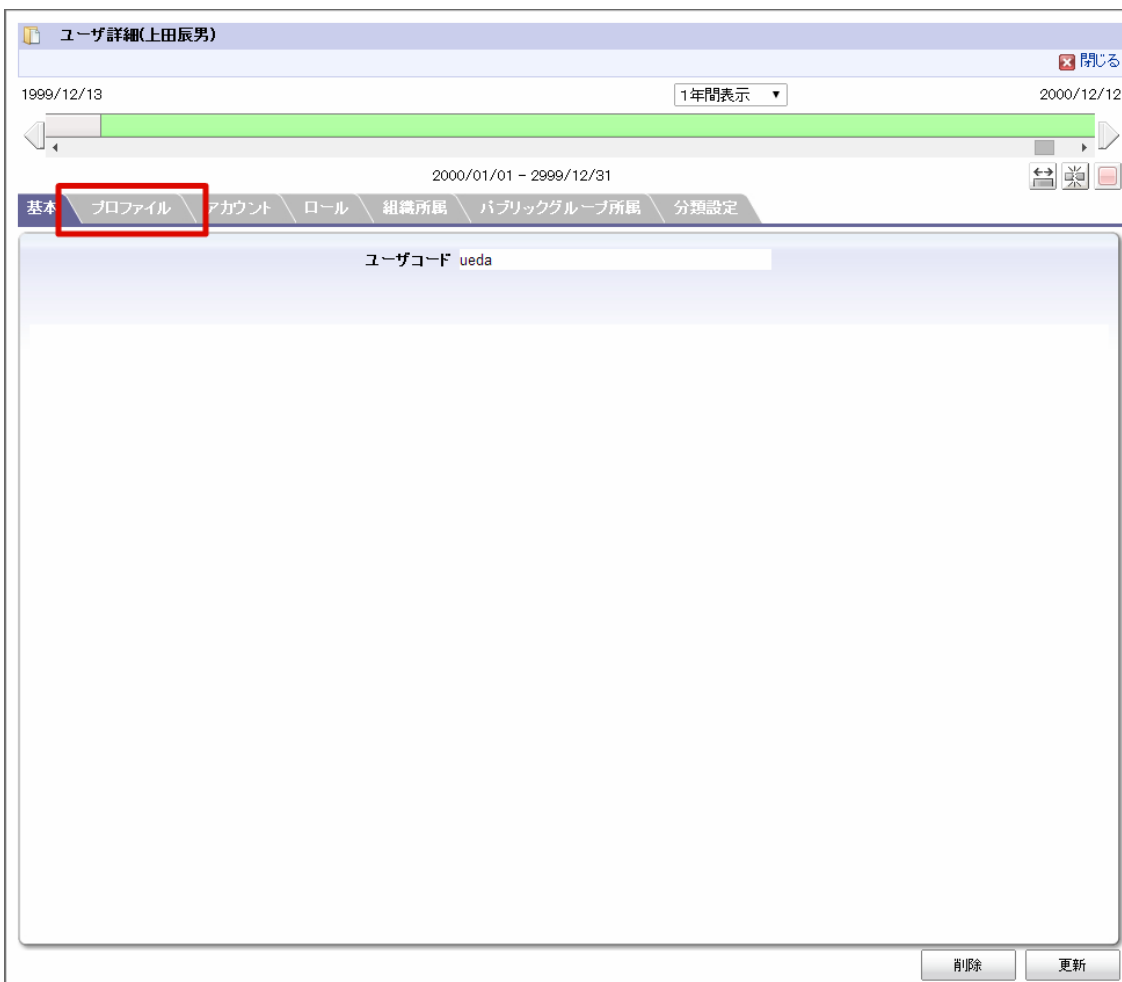 ユーザ詳細(上田辰男)
閉じる
1999/12/13 1年間表示 2000/12/12
2000/01/01 - 2999/12/31
基本 プロファイル アカウント ロール 組織所属 パブリックグループ所属 分類設定
ユーザコード ueda
削除 更新